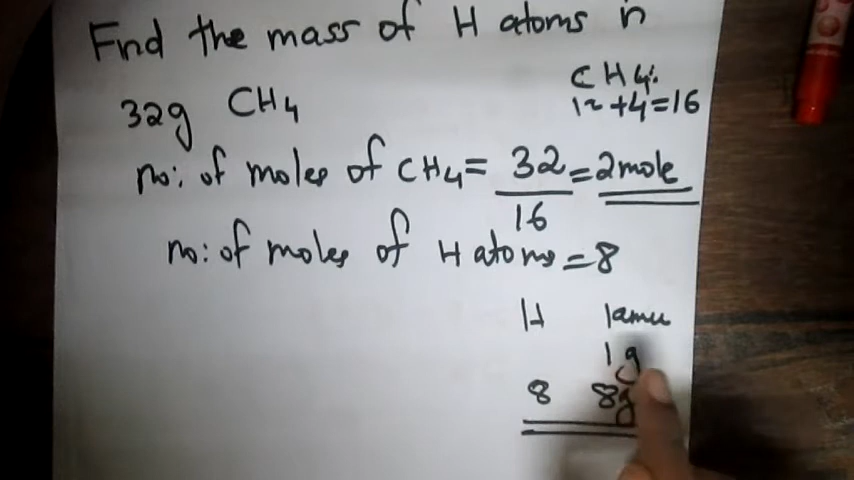 Fnd the mass of H atoms in
32g CH4
CH4:
12+4=16
no: of moles of CH4= 32/16 =2mole
no: of moles of H atoms =8
H 1amu
1g
8 8g